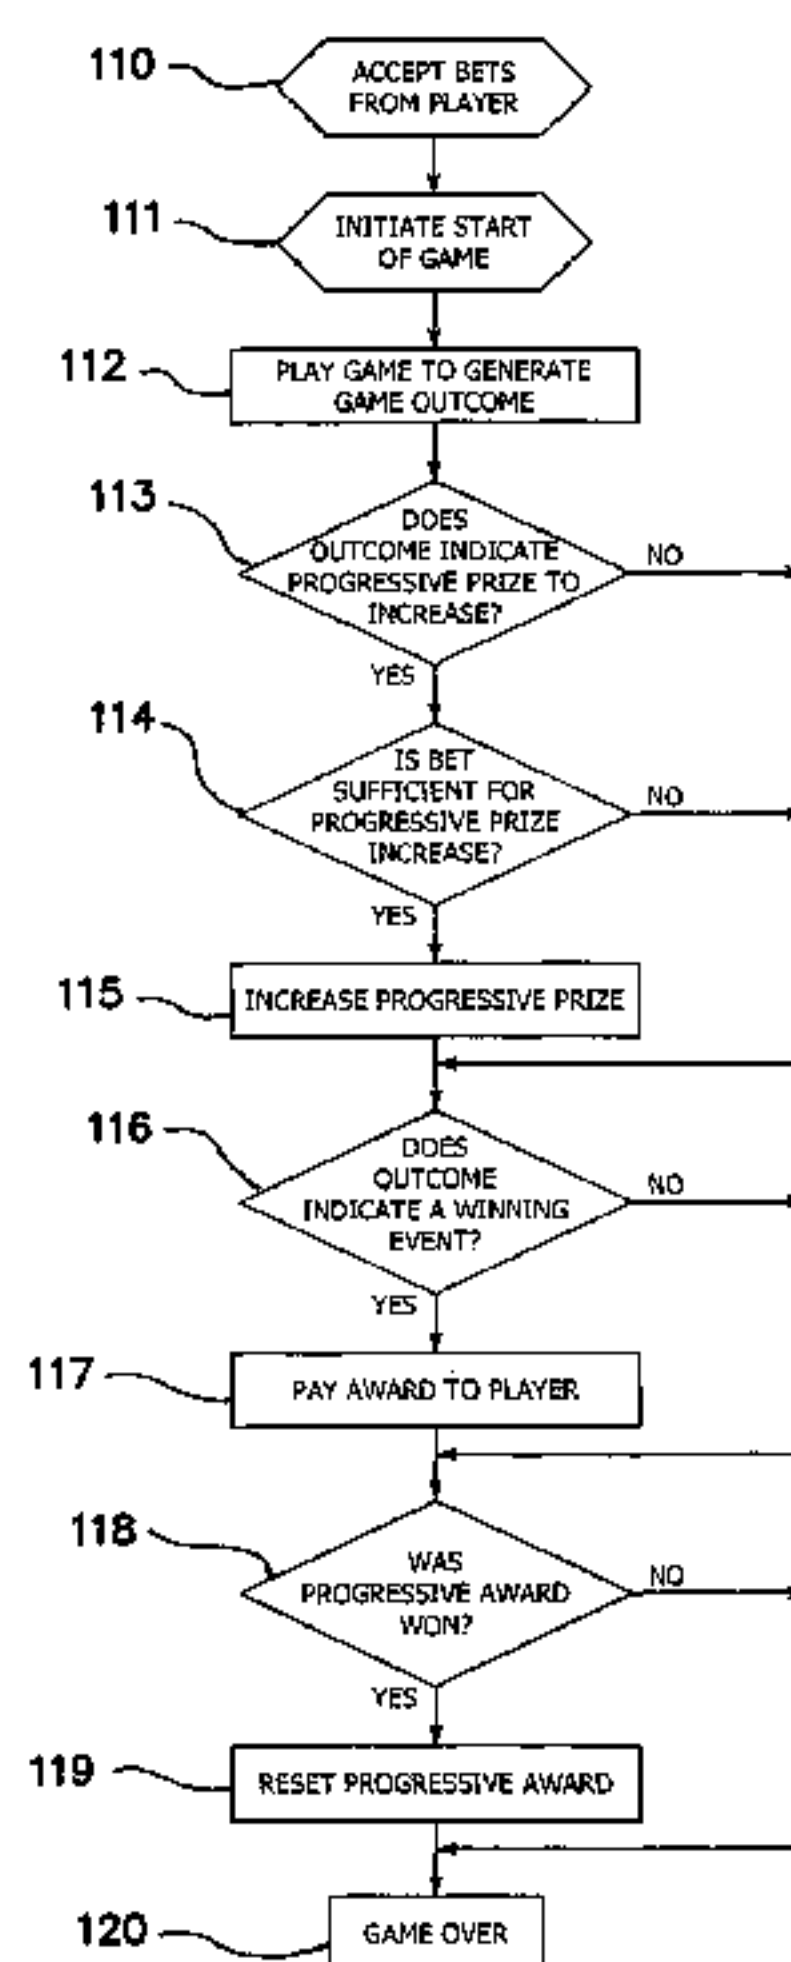 110
ACCEPT BETS
FROM PLAYER
111
INITIATE START
OF GAME
112
PLAY GAME TO GENERATE
GAME OUTCOME
113
DOES
OUTCOME INDICATE
PROGRESSIVE PRIZE TO
INCREASE?
NO
YES
114
IS BET
SUFFICIENT FOR
PROGRESSIVE PRIZE
INCREASE?
NO
YES
115
INCREASE PROGRESSIVE PRIZE
116
DOES
OUTCOME
INDICATE A WINNING
EVENT?
NO
YES
117
PAY AWARD TO PLAYER
118
WAS
PROGRESSIVE AWARD
WON?
NO
YES
119
RESET PROGRESSIVE AWARD
120
GAME OVER